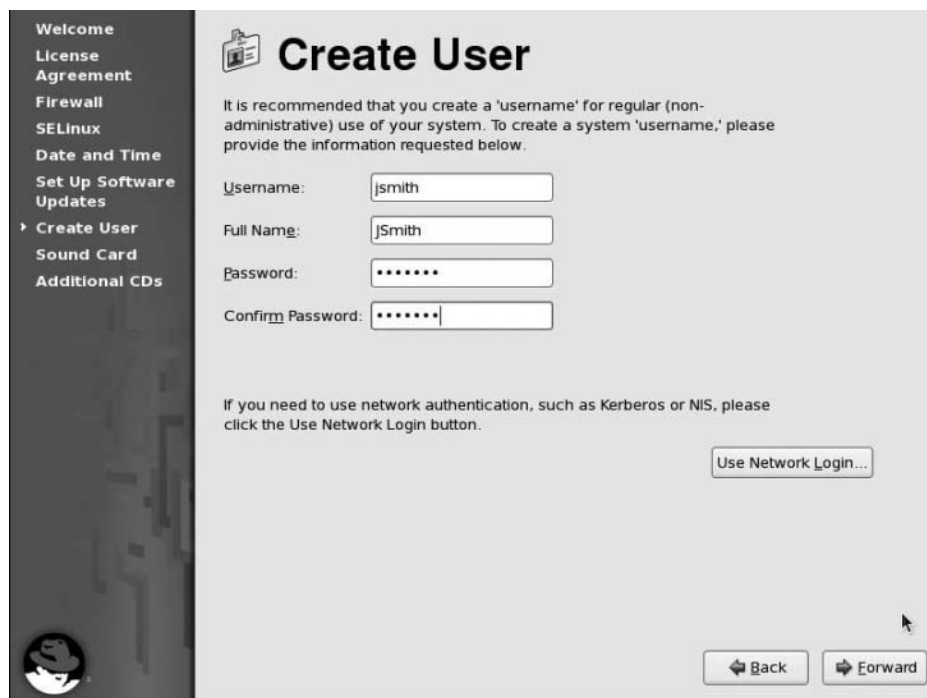 Welcome
License
Agreement
Firewall
SELinux
Date and Time
Set Up Software
Updates
Create User
Sound Card
Additional CDs
Create User
It is recommended that you create a 'username' for regular (non-
administrative) use of your system. To create a system 'username,' please
provide the information requested below.
Username:
jsmith
Full Name:
JSmith
Password:
•••••••
Confirm Password:
•••••••
If you need to use network authentication, such as Kerberos or NIS, please
click the Use Network Login button.
Use Network Login...
Back
Forward